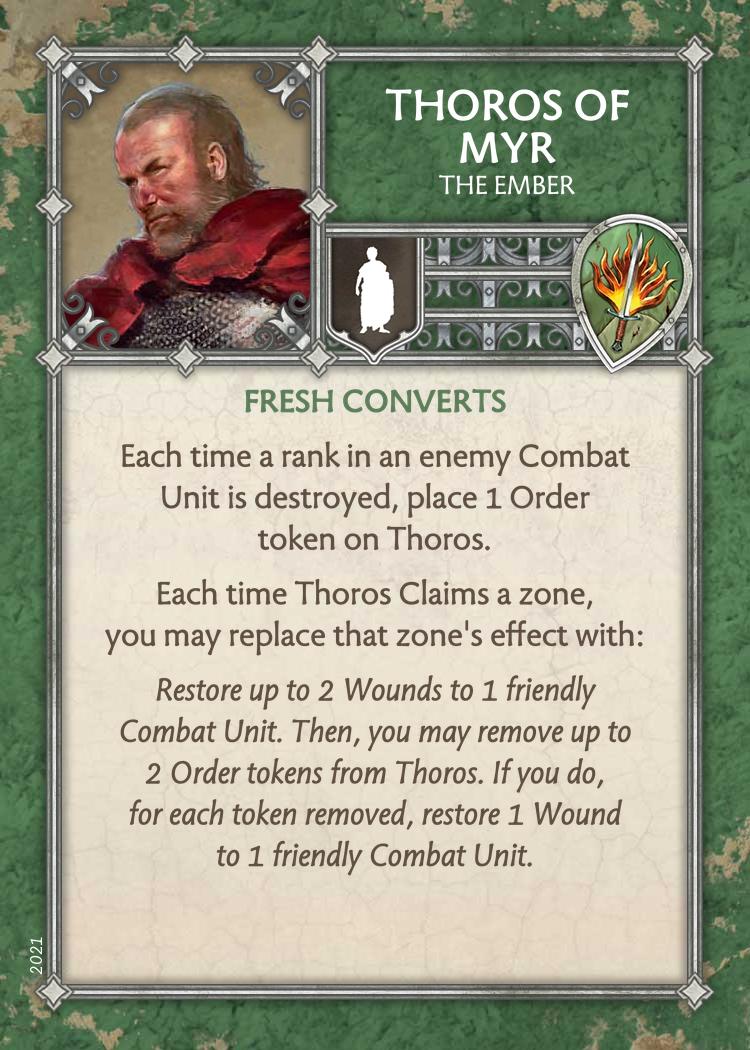 THOROS OF
MYR
THE EMBER
FRESH CONVERTS
Each time a rank in an enemy Combat
Unit is destroyed, place 1 Order
token on Thoros.
Each time Thoros Claims a zone,
you may replace that zone's effect with:
Restore up to 2 Wounds to 1 friendly
Combat Unit. Then, you may remove up to
2 Order tokens from Thoros. If you do,
for each token removed, restore 1 Wound
to 1 friendly Combat Unit.
2021